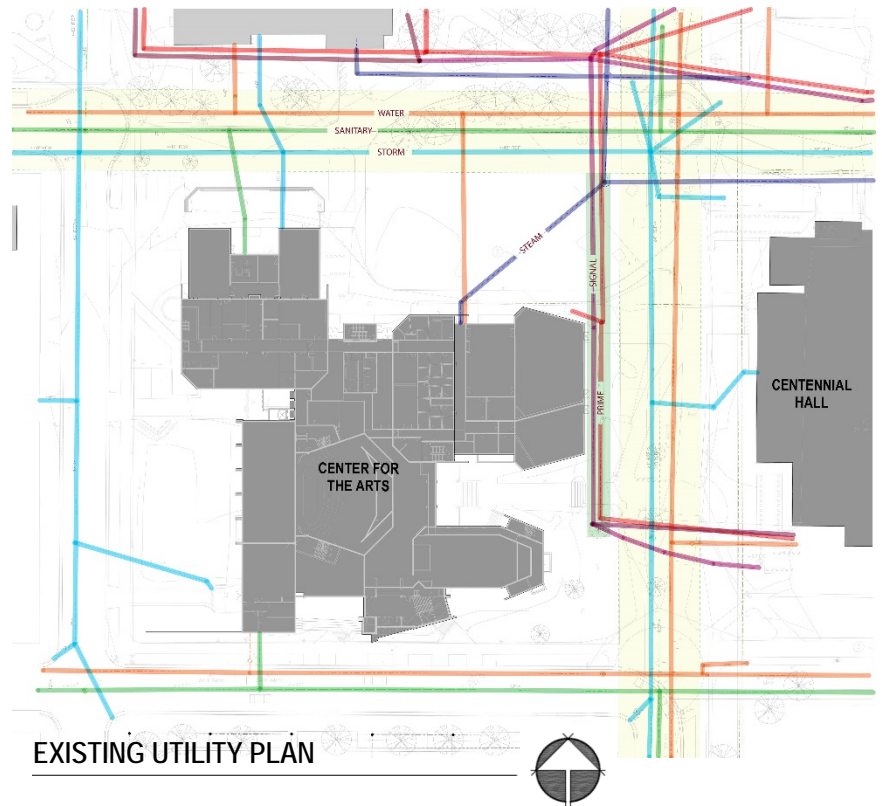 WATER
SANITARY
STORM
STEAM
SIGNAL
PRIME
CENTENNIAL
HALL
CENTER FOR
THE ARTS
EXISTING UTILITY PLAN